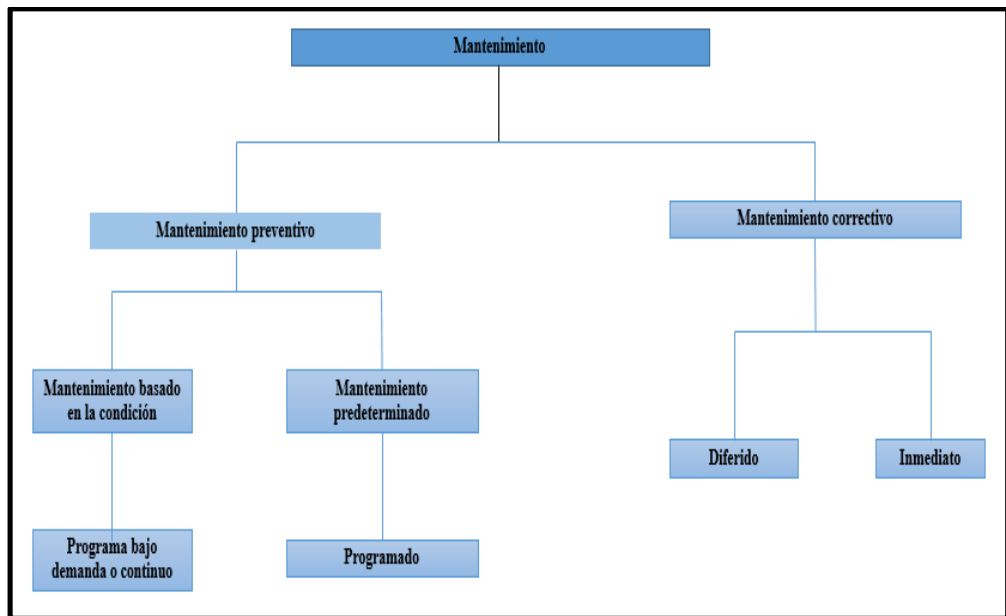 Mantenimiento
Mantenimiento preventivo
Mantenimiento correctivo
Mantenimiento basado
en la condición
Mantenimiento
predeterminado
Diferido
Inmediato
Programa bajo
demanda o continuo
Programado